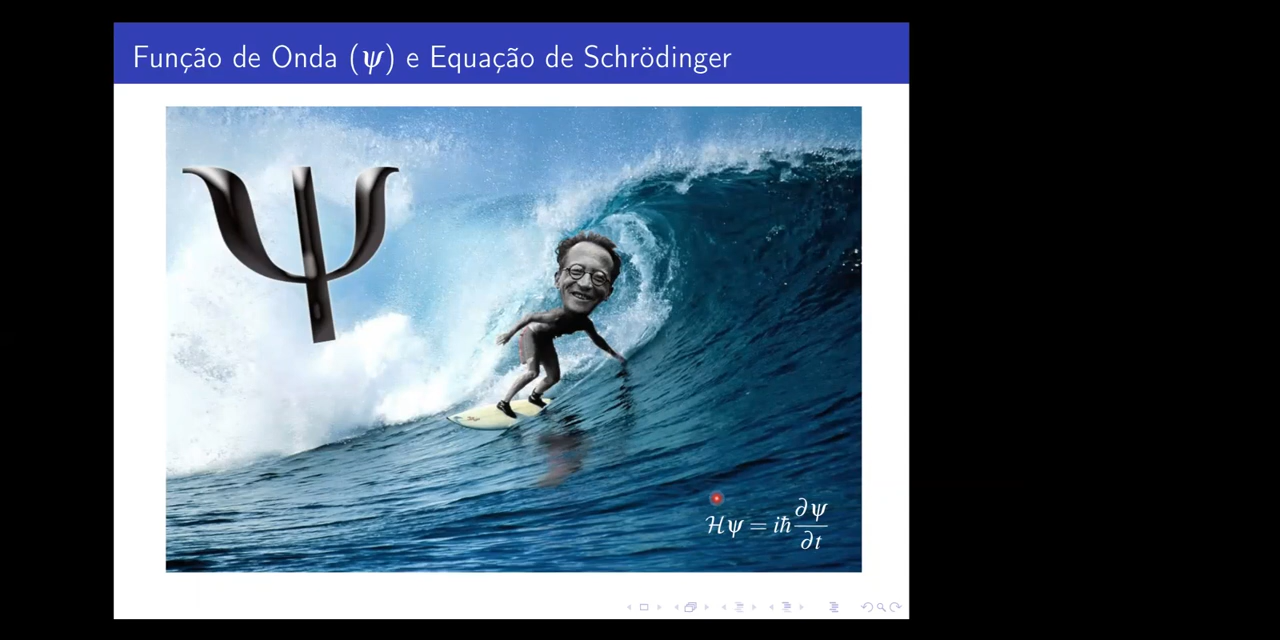 Função de Onda (ψ) e Equação de Schrödinger
Ψ
ℋψ = iℏ ∂ψ/∂t